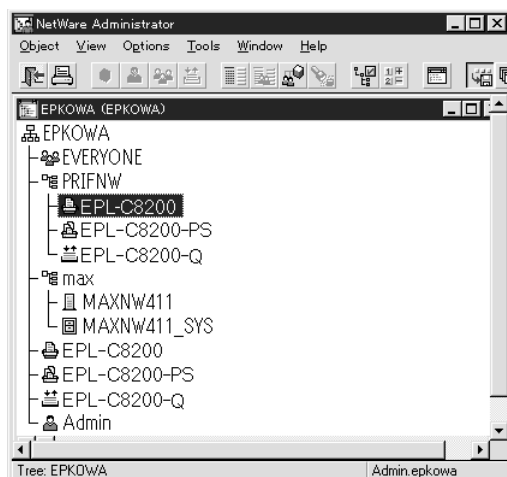 NetWare Administrator
Object View Options Tools Window Help
EPKOWA (EPKOWA)
EPKOWA
EVERYONE
PRIFNW
EPL-C8200
EPL-C8200-PS
EPL-C8200-Q
max
MAXNW411
MAXNW411_SYS
EPL-C8200
EPL-C8200-PS
EPL-C8200-Q
Admin
Tree: EPKOWA Admin.epkowa